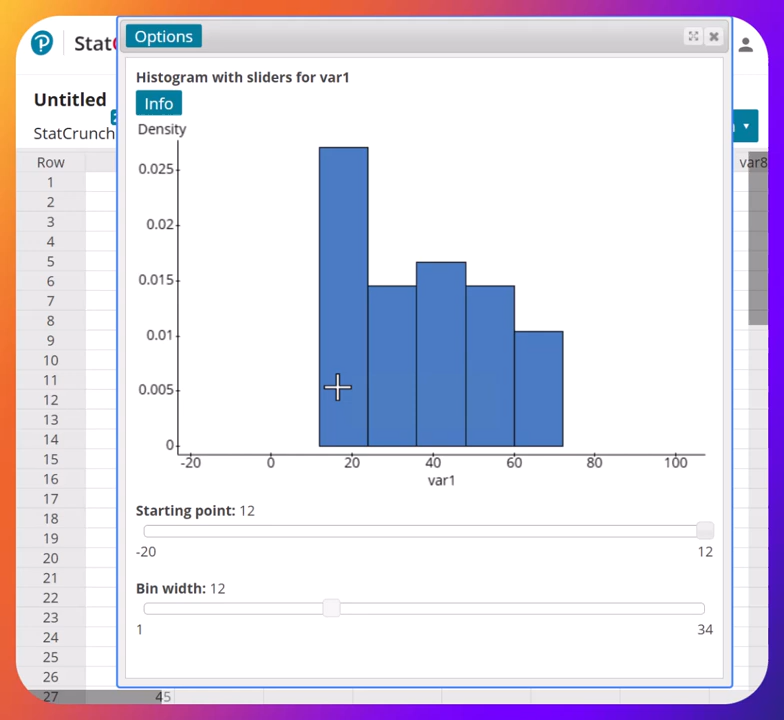 Options
Stat
Untitled
StatCrunch
Row
var8
1
2
3
4
5
6
7
8
9
10
11
12
13
14
15
16
17
18
19
20
21
22
23
24
25
26
27
45
Histogram with sliders for var1
Info
Density
0.025
0.02
0.015
0.01
0.005
0
-20 0 20 40 60 80 100
var1
Starting point: 12
-20 12
Bin width: 12
1 34